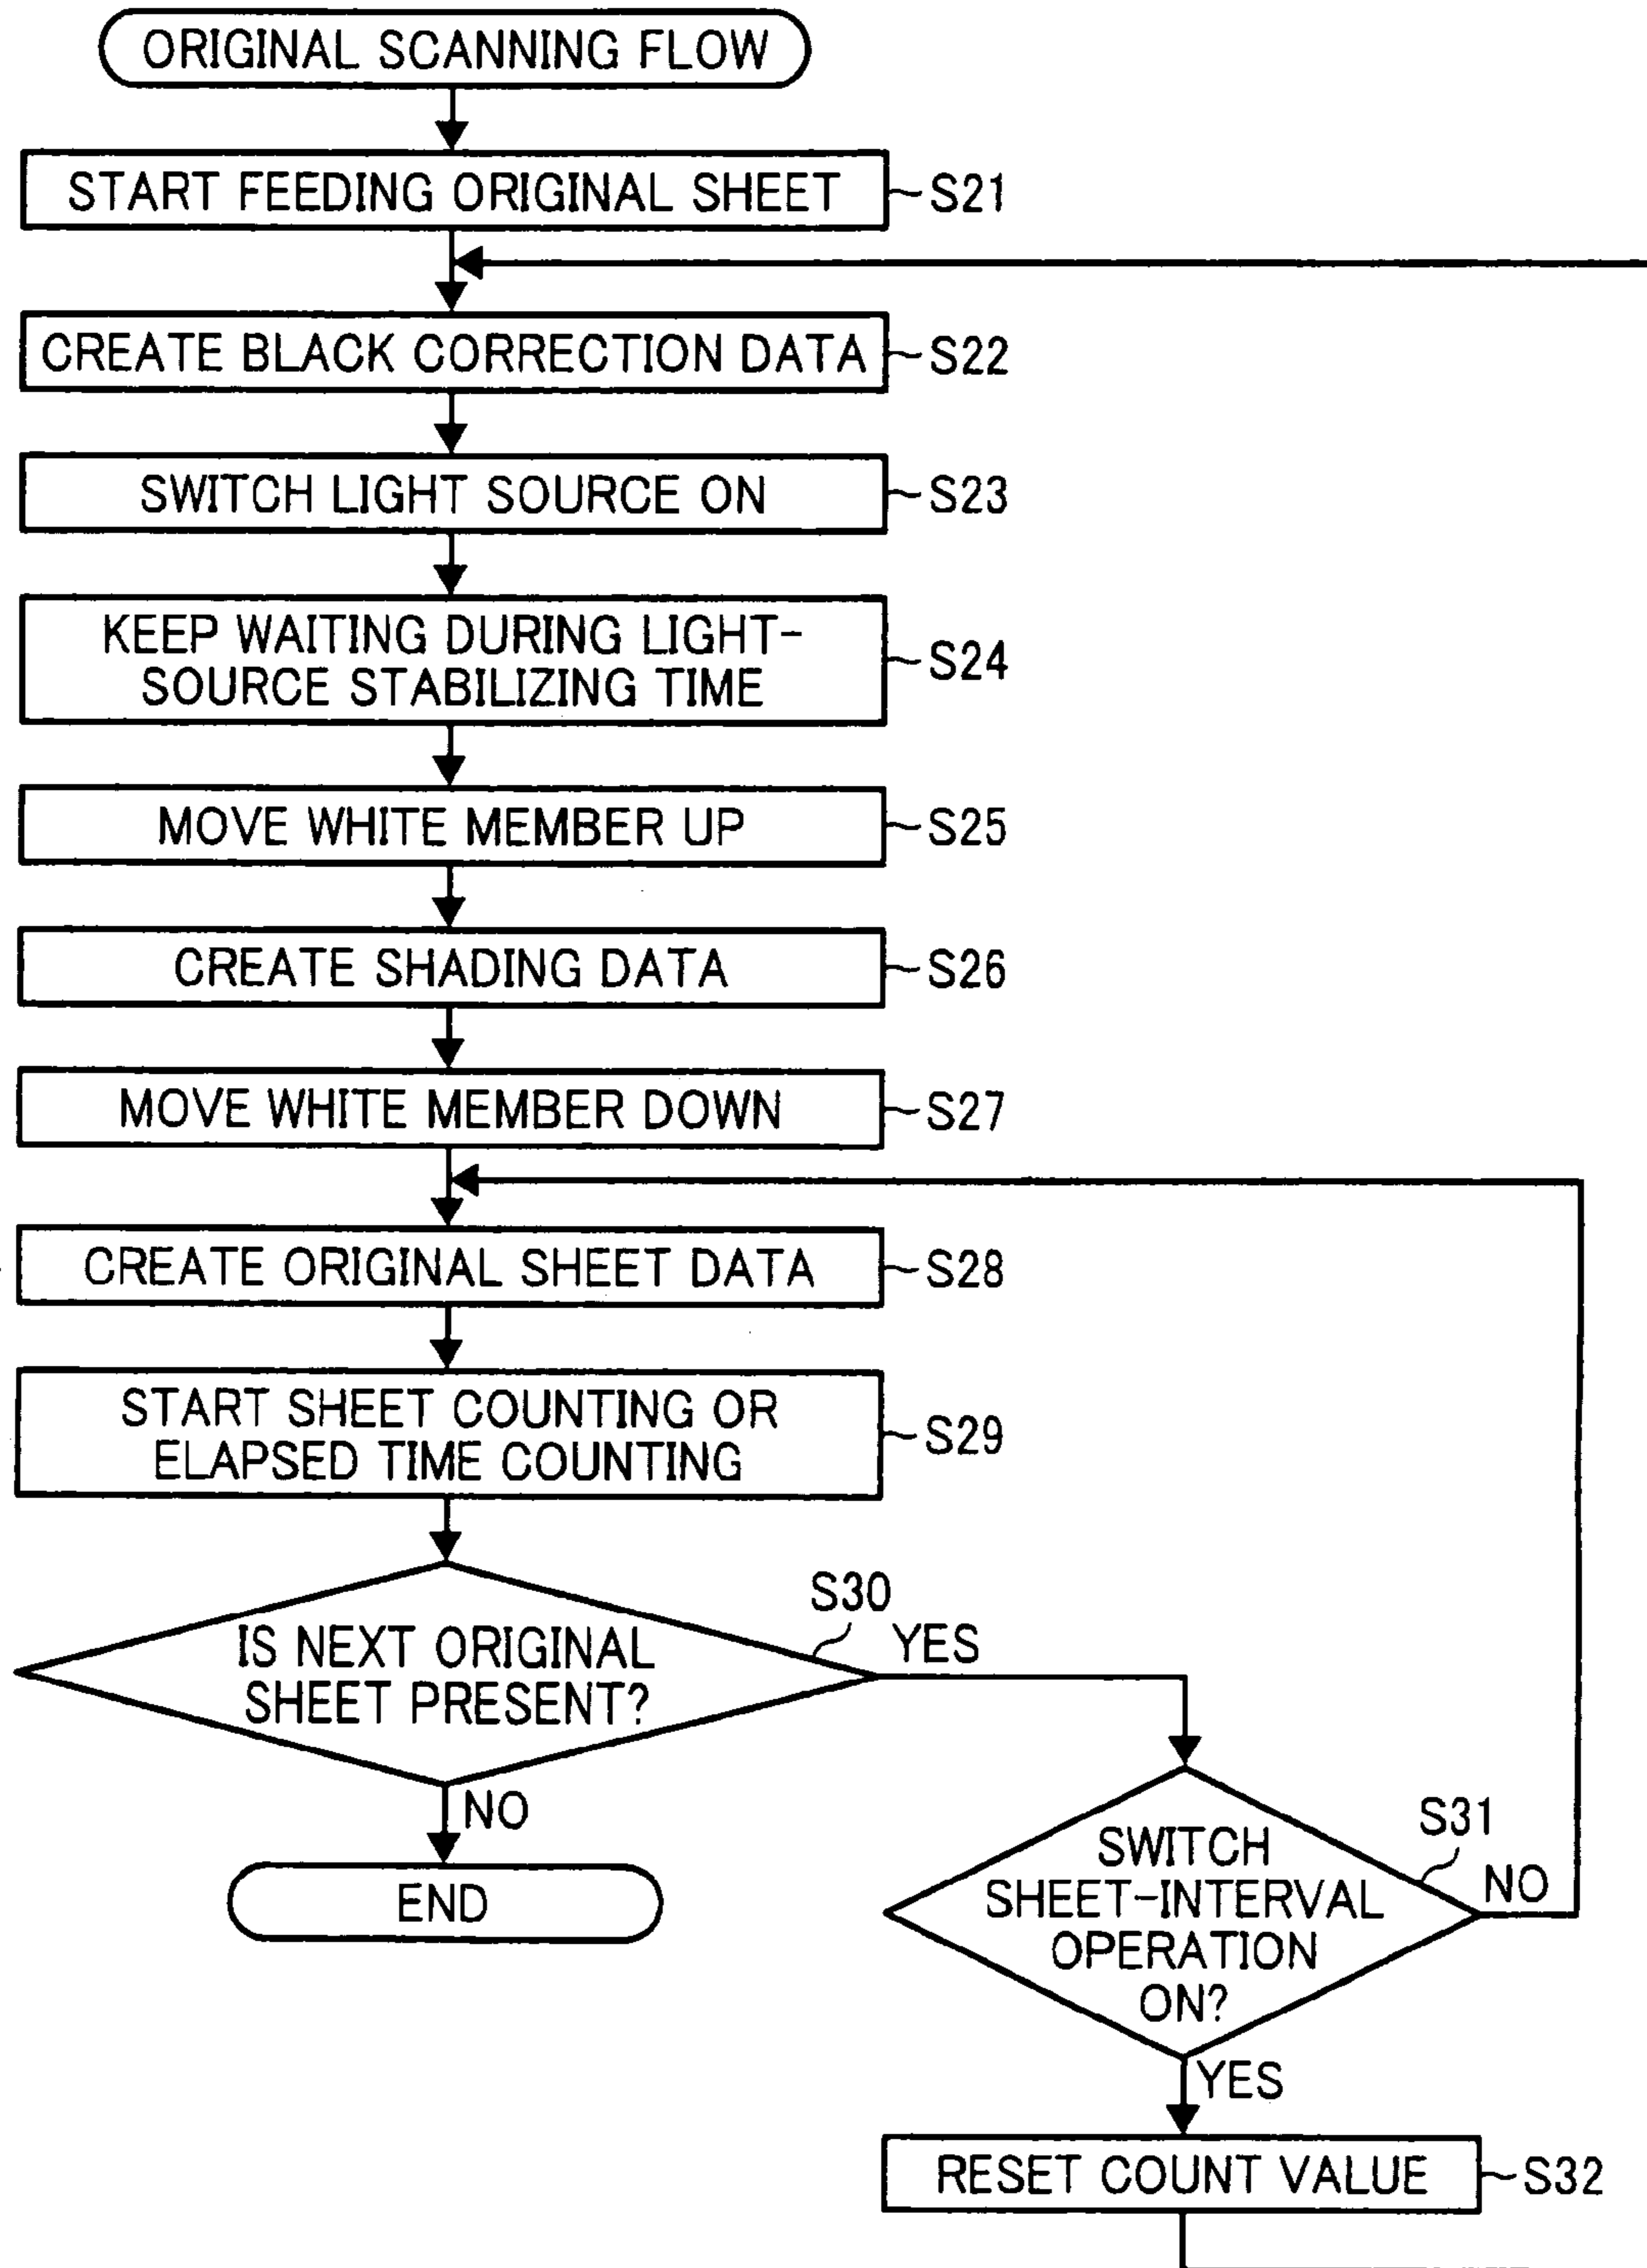 ORIGINAL SCANNING FLOW
START FEEDING ORIGINAL SHEET
S21
CREATE BLACK CORRECTION DATA
S22
SWITCH LIGHT SOURCE ON
S23
KEEP WAITING DURING LIGHT-
SOURCE STABILIZING TIME
S24
MOVE WHITE MEMBER UP
S25
CREATE SHADING DATA
S26
MOVE WHITE MEMBER DOWN
S27
CREATE ORIGINAL SHEET DATA
S28
START SHEET COUNTING OR
ELAPSED TIME COUNTING
S29
S30
IS NEXT ORIGINAL
SHEET PRESENT?
YES
NO
END
S31
SWITCH
SHEET-INTERVAL
OPERATION
ON?
NO
YES
RESET COUNT VALUE
S32